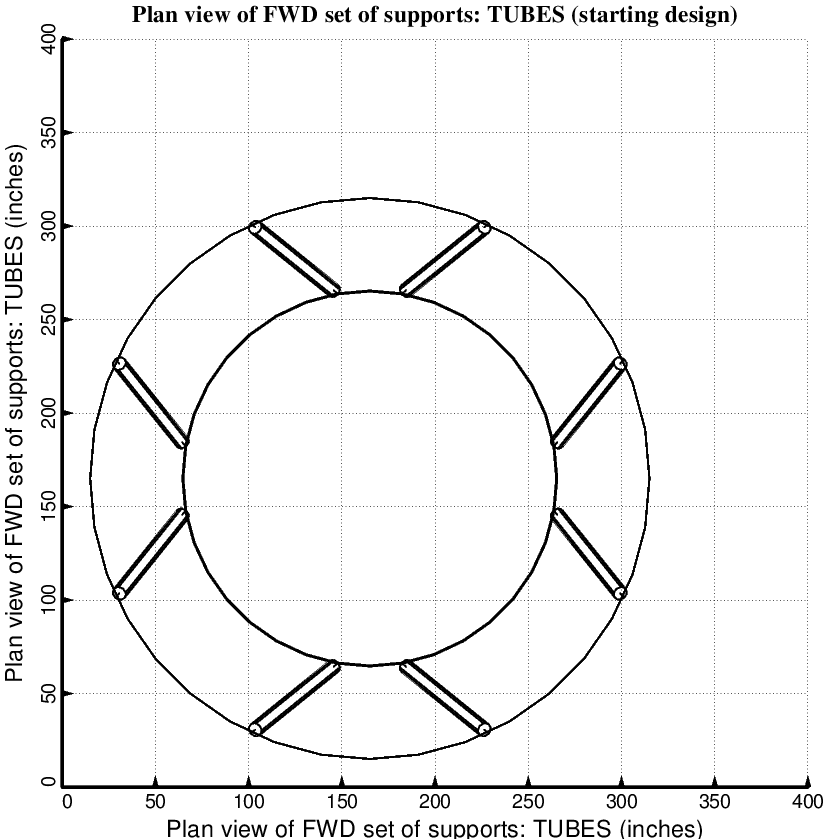 Plan view of FWD set of supports: TUBES (starting design)
Plan view of FWD set of supports: TUBES (inches)
400
350
300
250
200
150
100
50
0
0 50 100 150 200 250 300 350 400
Plan view of FWD set of supports: TUBES (inches)